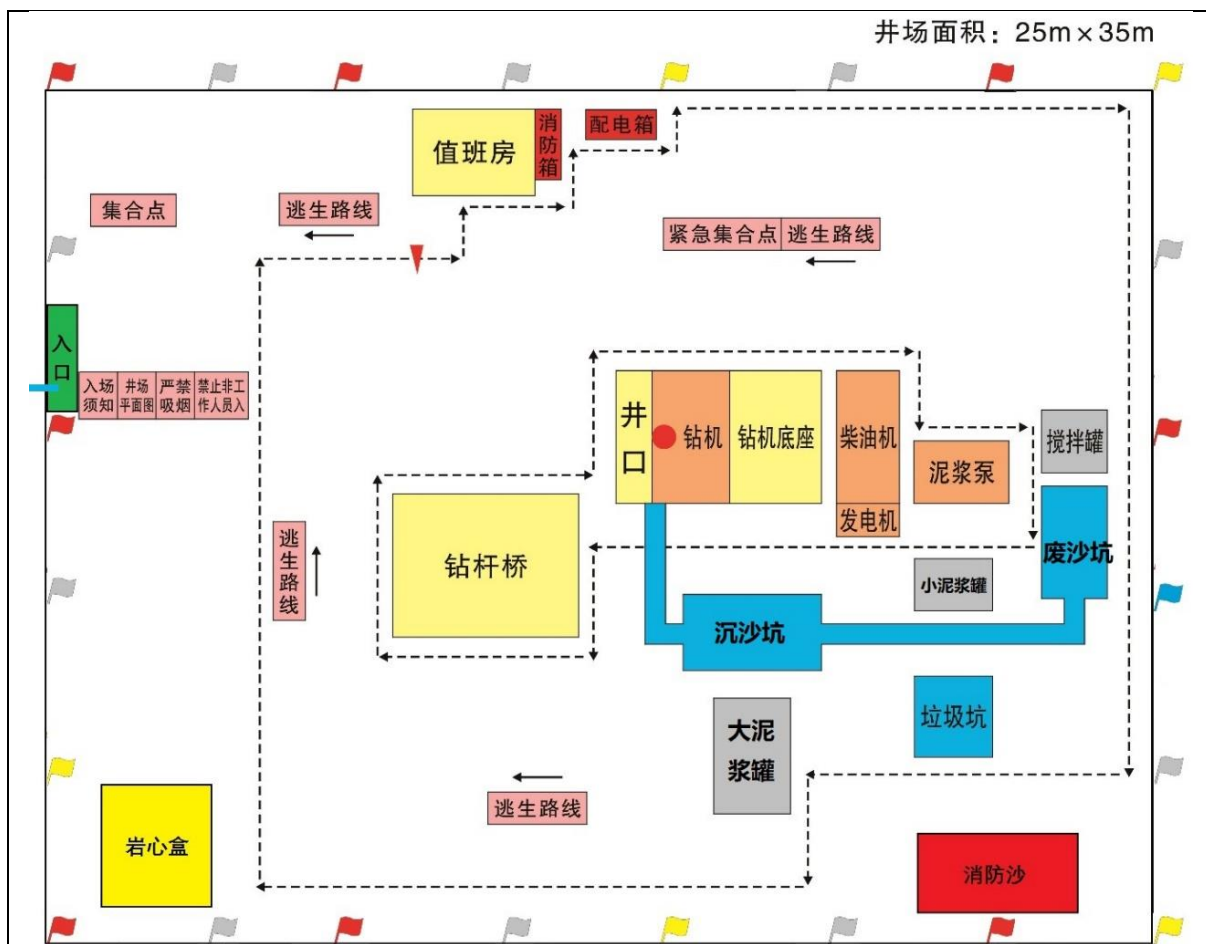 井场面积：25m×35m
值班房
消防箱
配电箱
集合点
逃生路线
紧急集合点
逃生路线
入口
入场须知
井场平面图
严禁吸烟
禁止非工作人员入
井口
钻机
钻机底座
柴油机
发电机
泥浆泵
搅拌罐
钻杆桥
逃生路线
废沙坑
小泥浆罐
沉沙坑
垃圾坑
大泥浆罐
逃生路线
岩心盒
消防沙